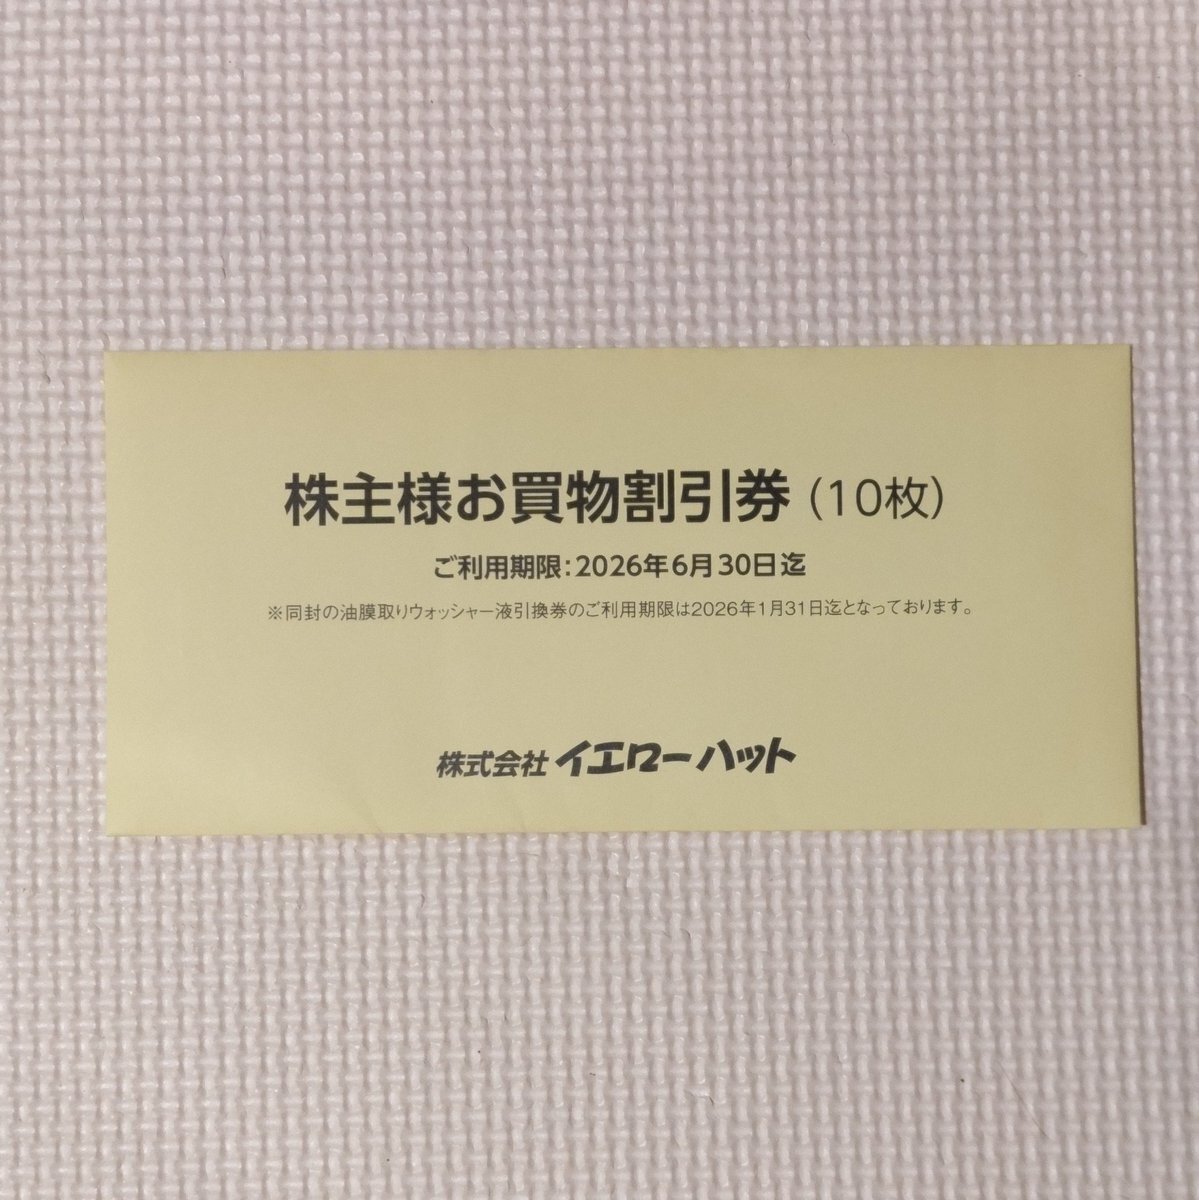 株主様お買物割引券（10枚）
ご利用期限：2026年6月30日迄
※同封の油膜取りウォッシャー液引換券のご利用期限は2026年1月31日迄となっております。
株式会社 イエローハット